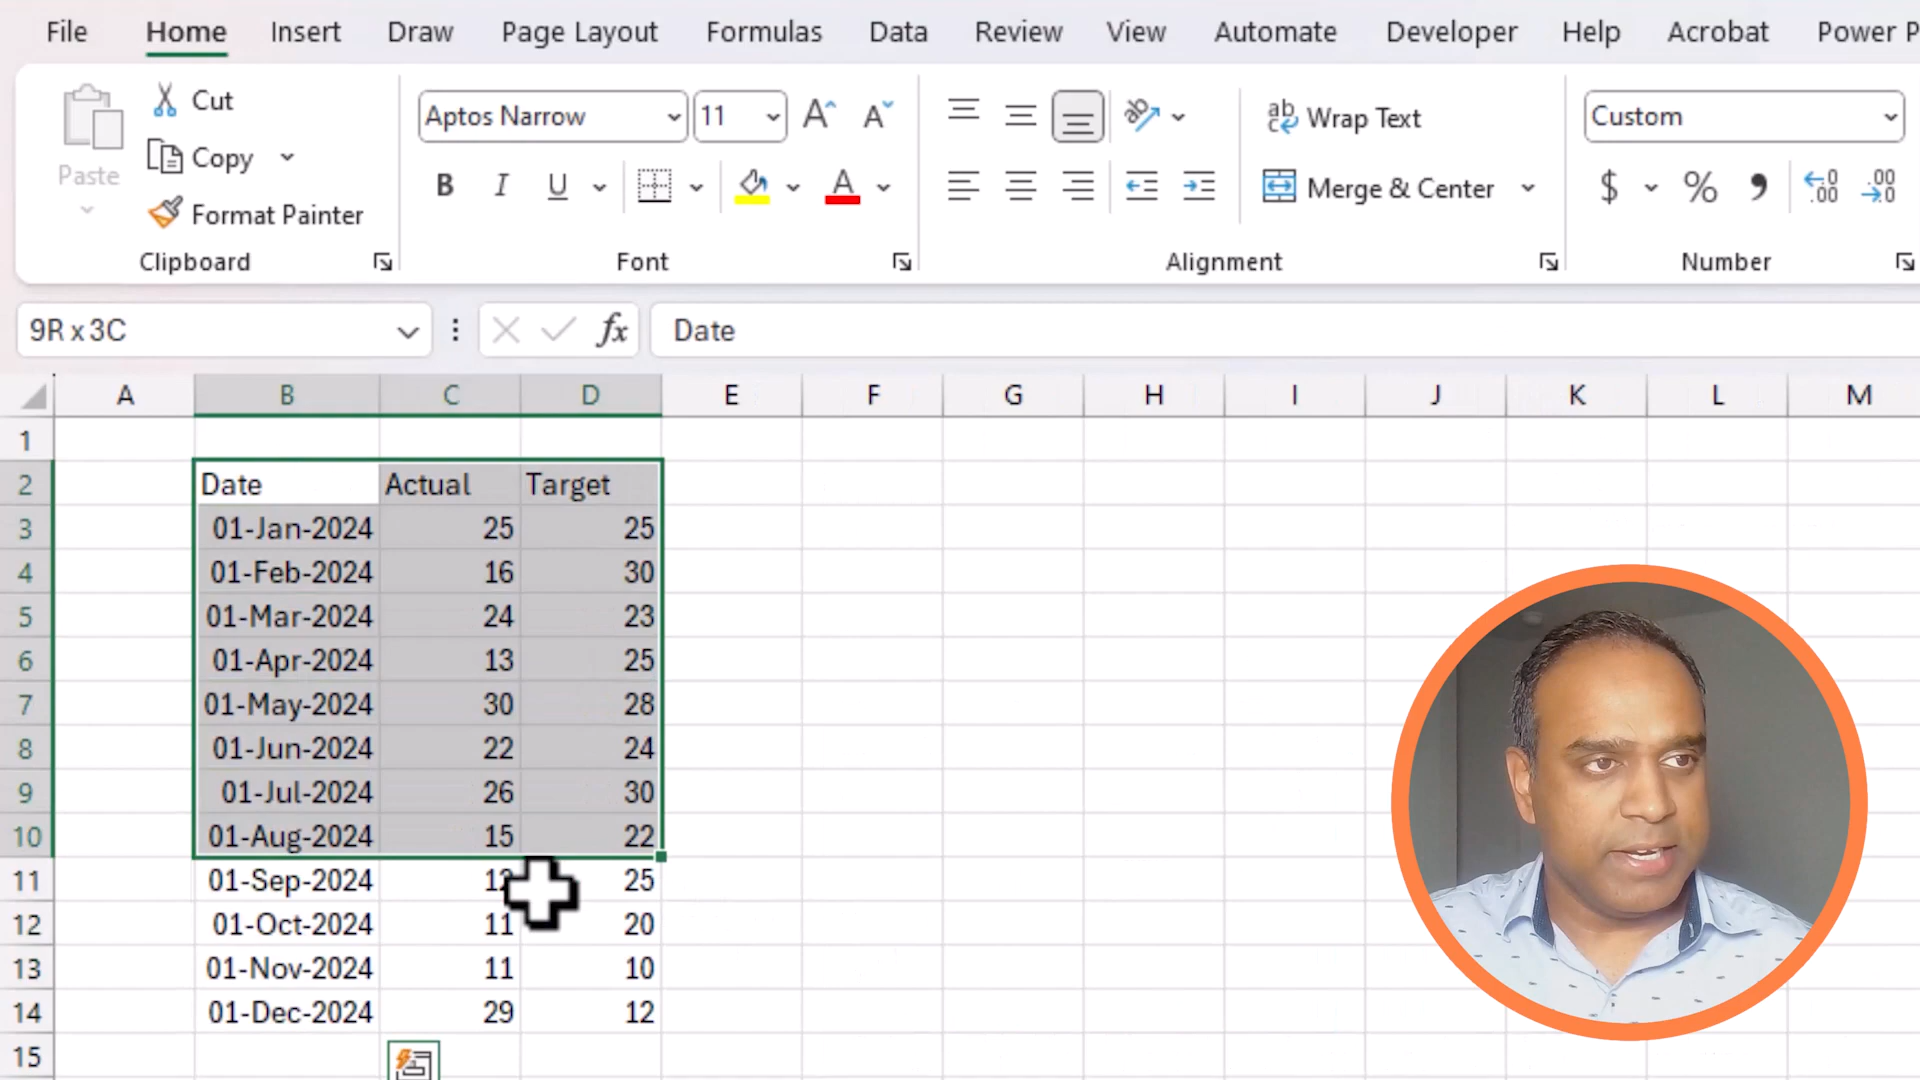 File Home Insert Draw Page Layout Formulas Data Review View Automate Developer Help Acrobat Power P
Cut
Copy
Format Painter
Paste
Clipboard
Aptos Narrow 11
B I U
Font
Wrap Text
Merge & Center
Alignment
Custom
$ % ,
Number
9R x 3C fx Date
A B C D E F G H I J K L M
1
2 Date Actual Target
3 01-Jan-2024 25 25
4 01-Feb-2024 16 30
5 01-Mar-2024 24 23
6 01-Apr-2024 13 25
7 01-May-2024 30 28
8 01-Jun-2024 22 24
9 01-Jul-2024 26 30
10 01-Aug-2024 15 22
11 01-Sep-2024 12 25
12 01-Oct-2024 11 20
13 01-Nov-2024 11 10
14 01-Dec-2024 29 12
15